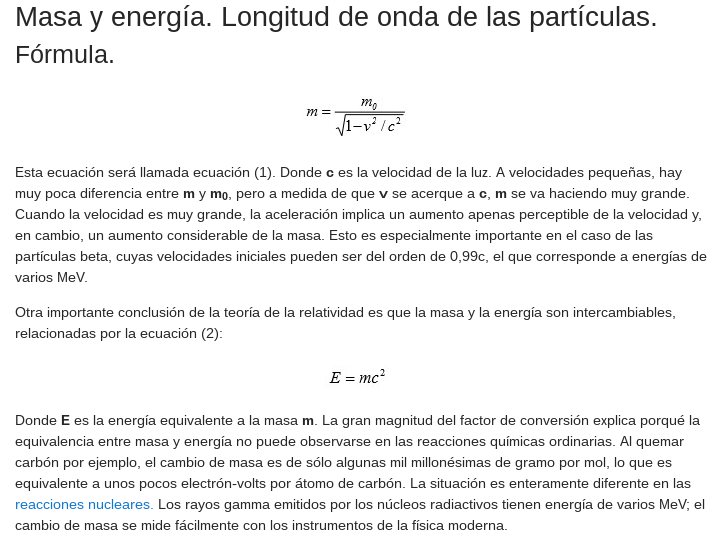 Masa y energía. Longitud de onda de las partículas.
Fórmula.
m = m₀ / √(1−v² / c²)
Esta ecuación será llamada ecuación (1). Donde c es la velocidad de la luz. A velocidades pequeñas, hay
muy poca diferencia entre m y m₀, pero a medida de que v se acerque a c, m se va haciendo muy grande.
Cuando la velocidad es muy grande, la aceleración implica un aumento apenas perceptible de la velocidad y,
en cambio, un aumento considerable de la masa. Esto es especialmente importante en el caso de las
partículas beta, cuyas velocidades iniciales pueden ser del orden de 0,99c, el que corresponde a energías de
varios MeV.
Otra importante conclusión de la teoría de la relatividad es que la masa y la energía son intercambiables,
relacionadas por la ecuación (2):
E = mc²
Donde E es la energía equivalente a la masa m. La gran magnitud del factor de conversión explica porqué la
equivalencia entre masa y energía no puede observarse en las reacciones químicas ordinarias. Al quemar
carbón por ejemplo, el cambio de masa es de sólo algunas mil millonésimas de gramo por mol, lo que es
equivalente a unos pocos electrón-volts por átomo de carbón. La situación es enteramente diferente en las
reacciones nucleares. Los rayos gamma emitidos por los núcleos radiactivos tienen energía de varios MeV; el
cambio de masa se mide fácilmente con los instrumentos de la física moderna.